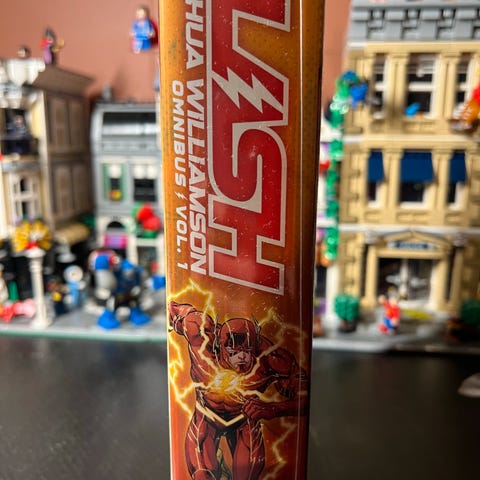 LASH
HUA WILLIAMSON
OMNIBUS VOL. 1